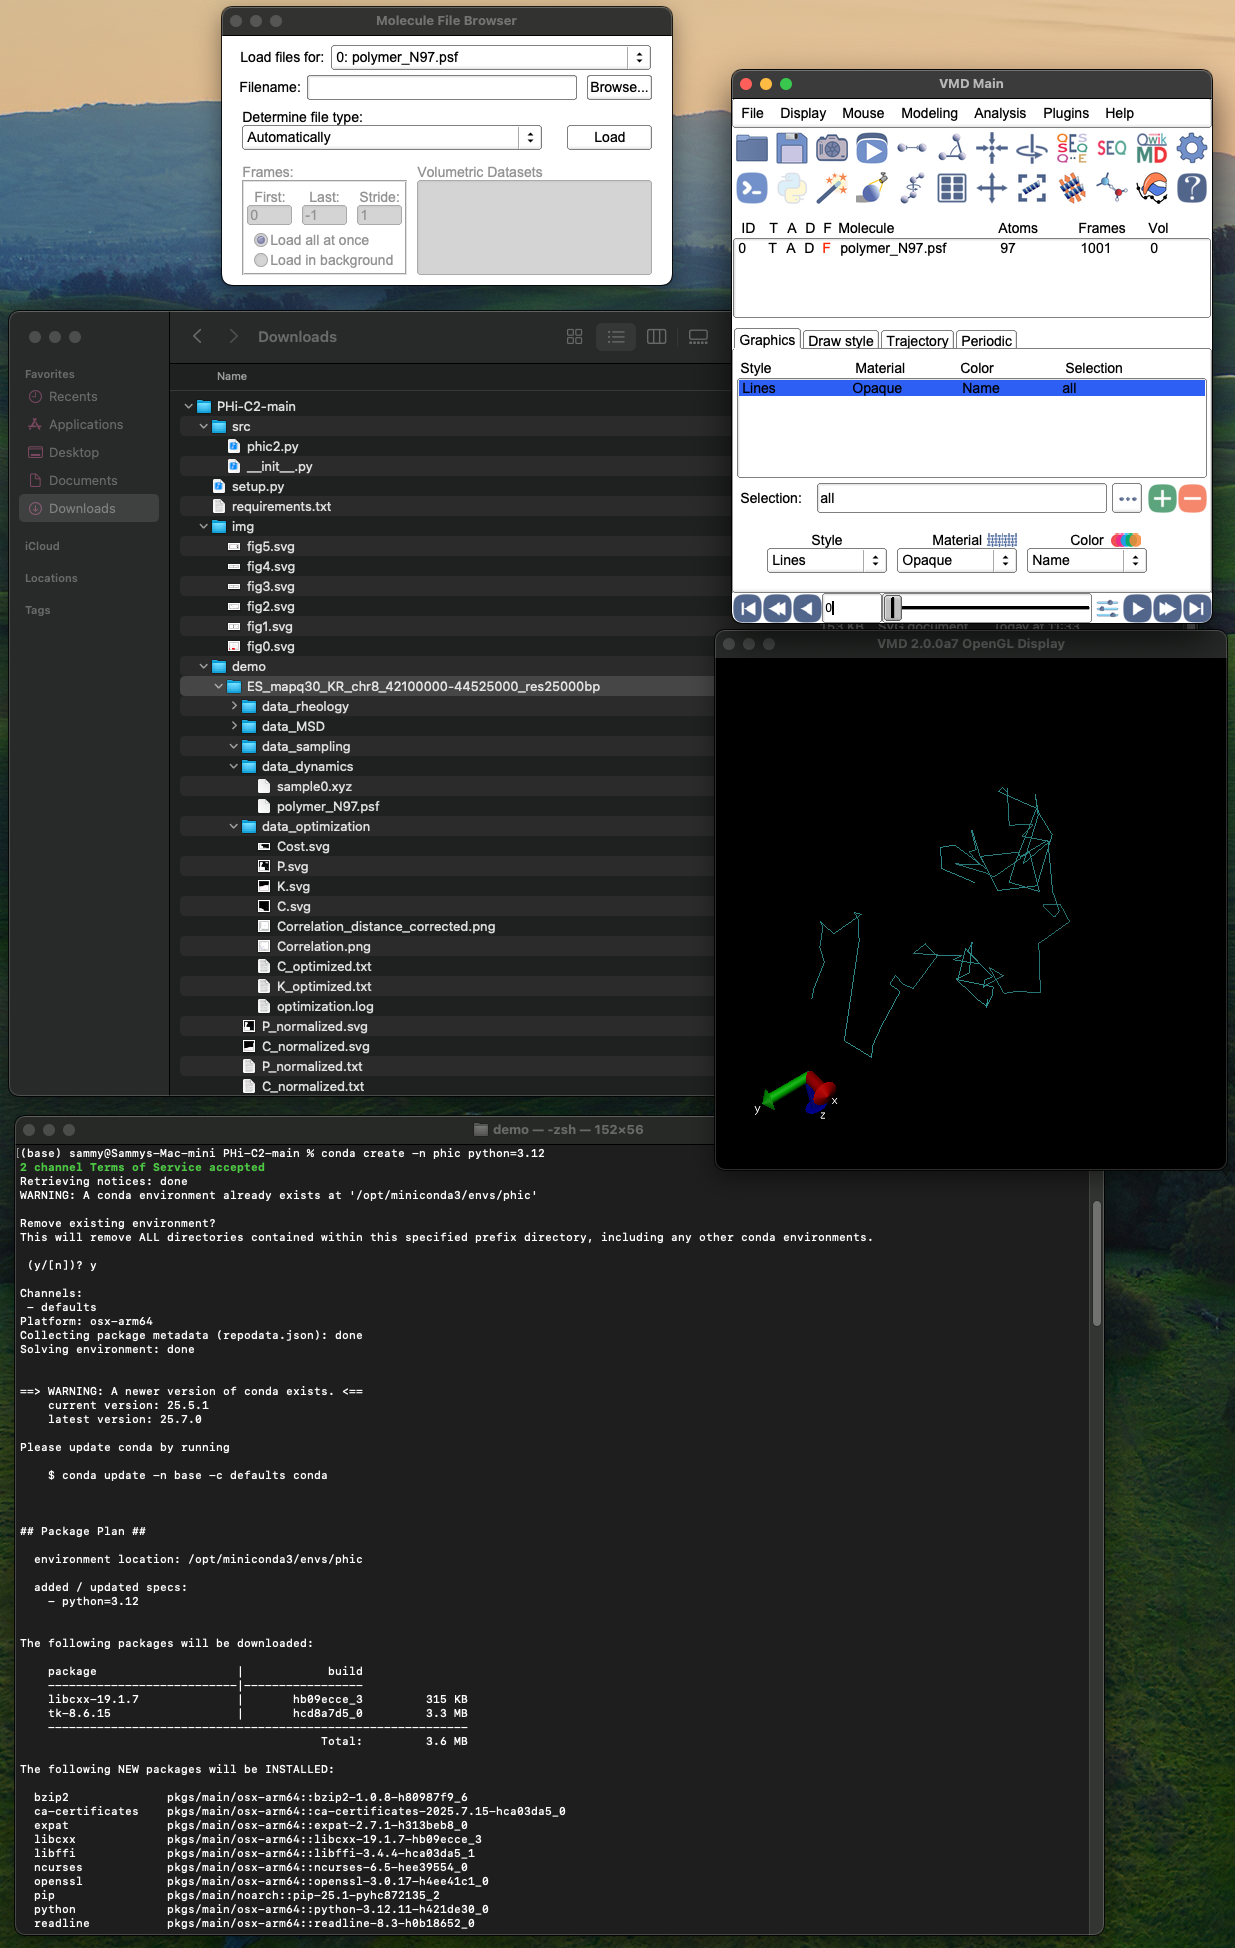 Molecule File Browser
Load files for: 0: polymer_N97.psf
Filename: Browse...
Determine file type:
Automatically Load
Frames: Volumetric Datasets
First: Last: Stride:
0 -1 1
Load all at once
Load in background
VMD Main
File Display Mouse Modeling Analysis Plugins Help
SEQ Qwik MD
ID T A D F Molecule Atoms Frames Vol
0 T A D F polymer_N97.psf 97 1001 0
Graphics Draw style Trajectory Periodic
Style Material Color Selection
Lines Opaque Name all
Selection: all
Style Material Color
Lines Opaque Name
0
153 KB SVG document Today at 11:33
VMD 2.0.0a7 OpenGL Display
y x z
Downloads
Favorites
Recents
Applications
Desktop
Documents
Downloads
iCloud
Locations
Tags
Name
PHi-C2-main
src
phic2.py
__init__.py
setup.py
requirements.txt
img
fig5.svg
fig4.svg
fig3.svg
fig2.svg
fig1.svg
fig0.svg
demo
ES_mapq30_KR_chr8_42100000-44525000_res25000bp
data_rheology
data_MSD
data_sampling
data_dynamics
sample0.xyz
polymer_N97.psf
data_optimization
Cost.svg
P.svg
K.svg
C.svg
Correlation_distance_corrected.png
Correlation.png
C_optimized.txt
K_optimized.txt
optimization.log
P_normalized.svg
C_normalized.svg
P_normalized.txt
C_normalized.txt
demo — -zsh — 152×56
[(base) sammy@Sammys-Mac-mini PHi-C2-main % conda create -n phic python=3.12
2 channel Terms of Service accepted
Retrieving notices: done
WARNING: A conda environment already exists at '/opt/miniconda3/envs/phic'
Remove existing environment?
This will remove ALL directories contained within this specified prefix directory, including any other conda environments.
(y/[n])? y
Channels:
- defaults
Platform: osx-arm64
Collecting package metadata (repodata.json): done
Solving environment: done
==> WARNING: A newer version of conda exists. <==
current version: 25.5.1
latest version: 25.7.0
Please update conda by running
$ conda update -n base -c defaults conda
## Package Plan ##
environment location: /opt/miniconda3/envs/phic
added / updated specs:
- python=3.12
The following packages will be downloaded:
package | build
---------------------------|-----------------
libcxx-19.1.7 | hb09ecce_3 315 KB
tk-8.6.15 | hcd8a7d5_0 3.3 MB
------------------------------------------------------------
Total: 3.6 MB
The following NEW packages will be INSTALLED:
bzip2 pkgs/main/osx-arm64::bzip2-1.0.8-h80987f9_6
ca-certificates pkgs/main/osx-arm64::ca-certificates-2025.7.15-hca03da5_0
expat pkgs/main/osx-arm64::expat-2.7.1-h313beb8_0
libcxx pkgs/main/osx-arm64::libcxx-19.1.7-hb09ecce_3
libffi pkgs/main/osx-arm64::libffi-3.4.4-hca03da5_1
ncurses pkgs/main/osx-arm64::ncurses-6.5-hee39554_0
openssl pkgs/main/osx-arm64::openssl-3.0.17-h4ee41c1_0
pip pkgs/main/noarch::pip-25.1-pyhc872135_2
python pkgs/main/osx-arm64::python-3.12.11-h421de30_0
readline pkgs/main/osx-arm64::readline-8.3-h0b18652_0